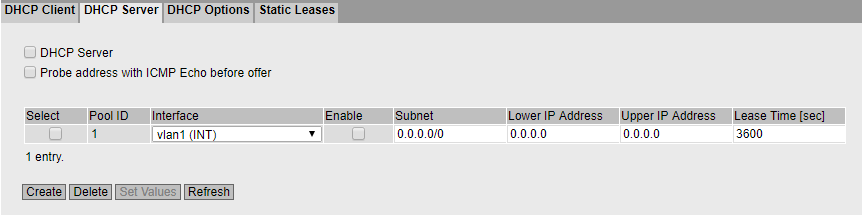 DHCP Client DHCP Server DHCP Options Static Leases
DHCP Server
Probe address with ICMP Echo before offer
Select Pool ID Interface Enable Subnet Lower IP Address Upper IP Address Lease Time [sec]
1 vlan1 (INT) 0.0.0.0/0 0.0.0.0 0.0.0.0 3600
1 entry.
Create Delete Set Values Refresh